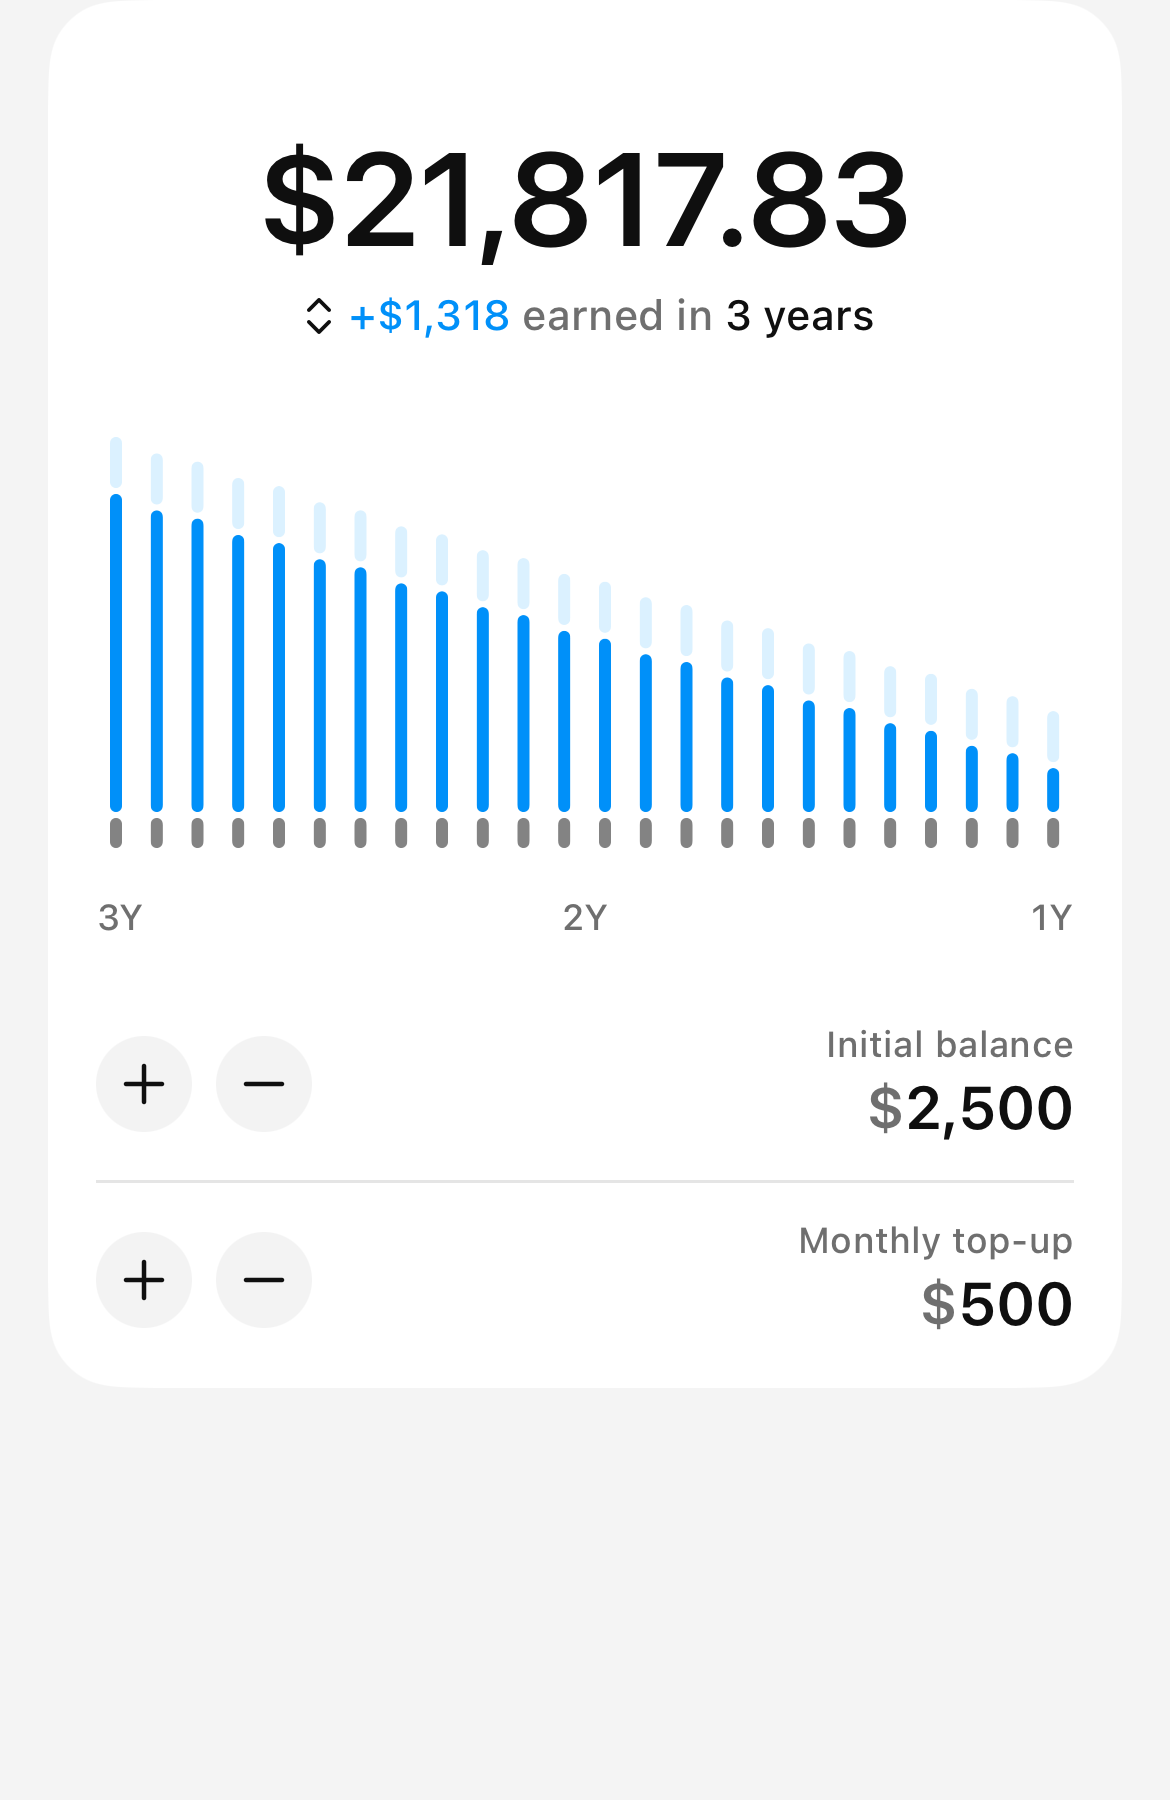 $21,817.83
+$1,318 earned in 3 years
3Y 2Y 1Y
Initial balance
$2,500
Monthly top-up
$500